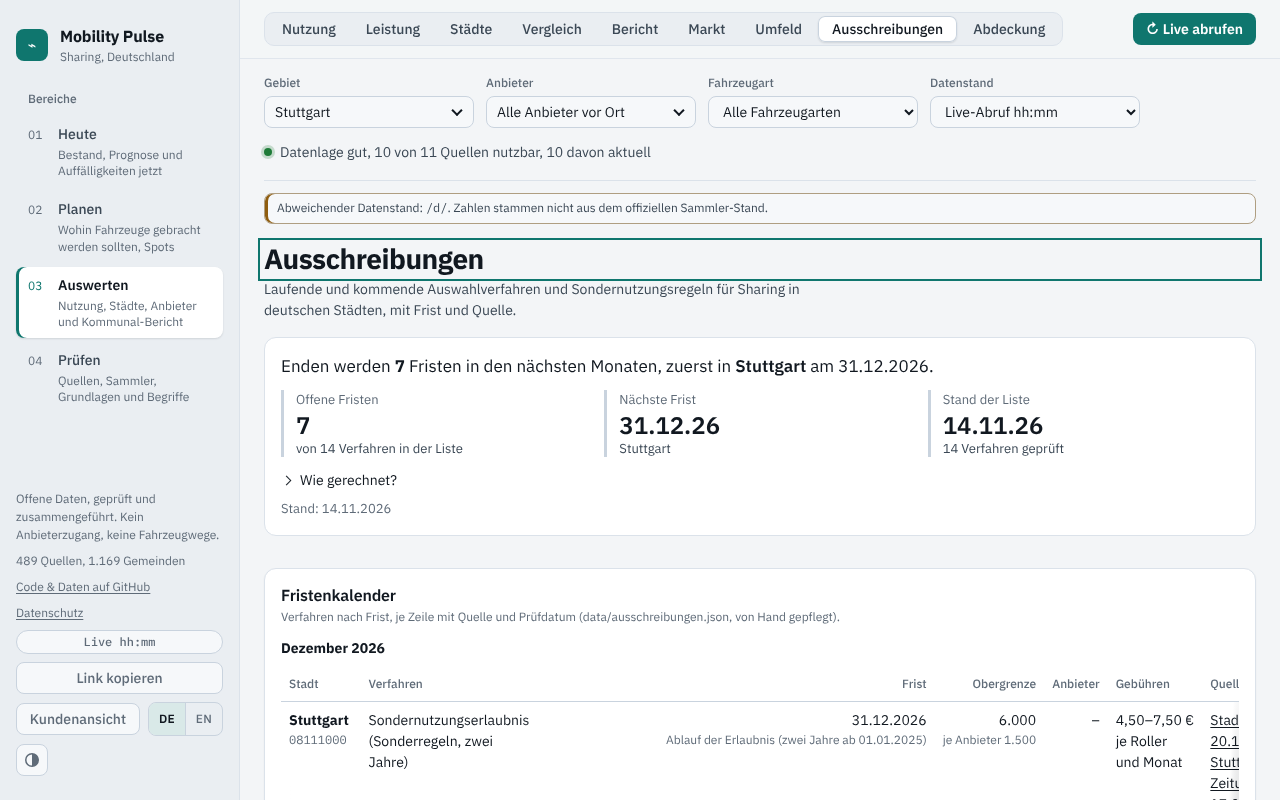 Mobility Pulse
Sharing, Deutschland
Bereiche
01 Heute
Bestand, Prognose und
Auffälligkeiten jetzt
02 Planen
Wohin Fahrzeuge gebracht
werden sollten, Spots
03 Auswerten
Nutzung, Städte, Anbieter
und Kommunal-Bericht
04 Prüfen
Quellen, Sammler,
Grundlagen und Begriffe
Offene Daten, geprüft und
zusammengeführt. Kein
Anbieterzugang, keine Fahrzeugwege.
489 Quellen, 1.169 Gemeinden
Code & Daten auf GitHub
Datenschutz
Live hh:mm
Link kopieren
Kundenansicht DE EN
Nutzung Leistung Städte Vergleich Bericht Markt Umfeld Ausschreibungen Abdeckung
Live abrufen
Gebiet Anbieter Fahrzeugart Datenstand
Stuttgart Alle Anbieter vor Ort Alle Fahrzeugarten Live-Abruf hh:mm
Datenlage gut, 10 von 11 Quellen nutzbar, 10 davon aktuell
Abweichender Datenstand: /d/. Zahlen stammen nicht aus dem offiziellen Sammler-Stand.
Ausschreibungen
Laufende und kommende Auswahlverfahren und Sondernutzungsregeln für Sharing in
deutschen Städten, mit Frist und Quelle.
Enden werden 7 Fristen in den nächsten Monaten, zuerst in Stuttgart am 31.12.2026.
Offene Fristen Nächste Frist Stand der Liste
7 31.12.26 14.11.26
von 14 Verfahren in der Liste Stuttgart 14 Verfahren geprüft
Wie gerechnet?
Stand: 14.11.2026
Fristenkalender
Verfahren nach Frist, je Zeile mit Quelle und Prüfdatum (data/ausschreibungen.json, von Hand gepflegt).
Dezember 2026
Stadt Verfahren Frist Obergrenze Anbieter Gebühren Quell
Stuttgart Sondernutzungserlaubnis 31.12.2026 6.000 – 4,50–7,50 € Stad
08111000 (Sonderregeln, zwei Ablauf der Erlaubnis (zwei Jahre ab 01.01.2025) je Anbieter 1.500 je Roller 20.1
Jahre) und Monat Stutt
Zeitu